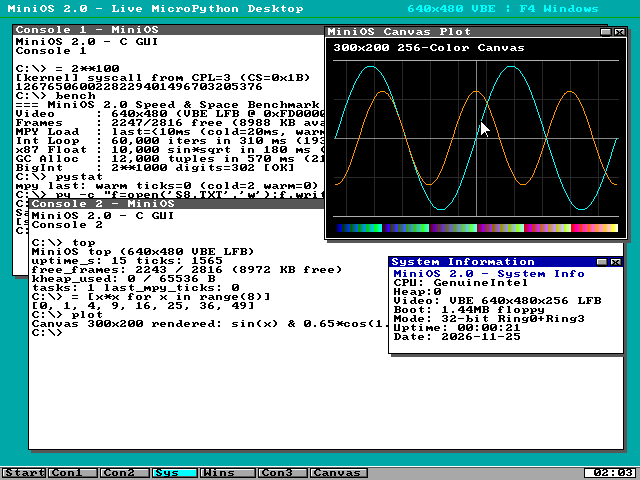 MiniOS 2.0 - Live MicroPython Desktop
640x480 VBE | F4 Windows
Console 1 - MiniOS
MiniOS 2.0 - C GUI
Console 1
C:\> = 2**100
[kernel] syscall from CPL=3 (CS=0x1B)
1267650600228229401496703205376
C:\> bench
=== MiniOS 2.0 Speed & Space Benchmark
Video : 640x480 (VBE LFB @ 0xFD0000
Frames : 2247/2816 free (8988 KB ava
MPY Load : last=(10ms (cold=20ms, warm
Int Loop : 60,000 iters in 310 ms (193
x87 Float : 10,000 sin*sqrt in 180 ms (
GC Alloc : 12,000 tuples in 570 ms (21
BigInt : 2**1000 digits=302 [OK]
C:\> pystat
mpy last: warm ticks=0 (cold=2 warm=0)
C:\> py -c "f=open('S8.TXT','w');f.writ
Console 2 - MiniOS
MiniOS 2.0 - C GUI
Console 2
C:\> top
MiniOS top (640x480 VBE LFB)
uptime_s: 15 ticks: 1565
free_frames: 2243 / 2816 (8972 KB free)
kheap_used: 0 / 65536 B
tasks: 1 last_mpy_ticks: 0
C:\> = [x*x for x in range(8)]
[0, 1, 4, 9, 16, 25, 36, 49]
C:\> plot
Canvas 300x200 rendered: sin(x) & 0.65*cos(1.
C:\>
MiniOS Canvas Plot
300x200 256-Color Canvas
System Information
MiniOS 2.0 - System Info
CPU: GenuineIntel
Heap:0
Video: VBE 640x480x256 LFB
Boot: 1.44MB floppy
Mode: 32-bit Ring0+Ring3
Uptime: 00:00:21
Date: 2026-11-25
Start Con1 Con2 Sys Wins Con3 Canvas 02:03